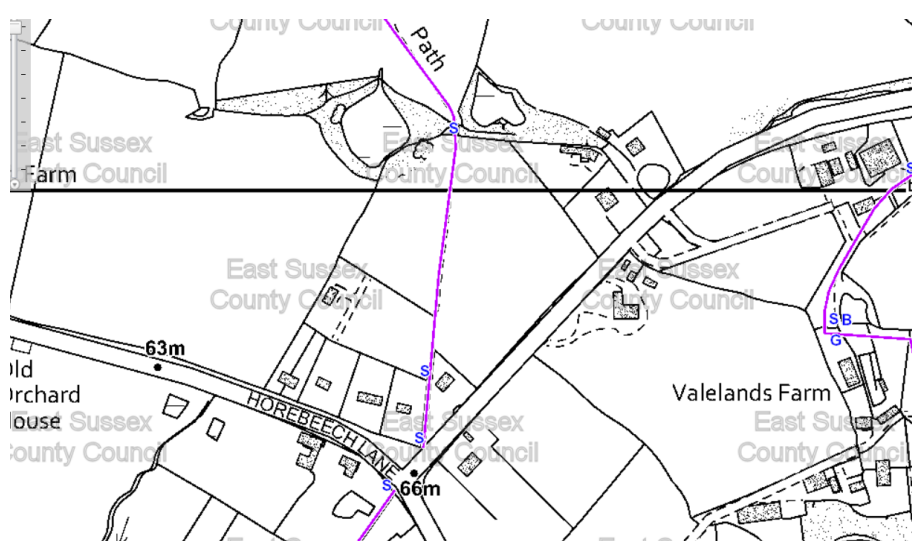 County Council
County Council
Path
S
East Sussex
County Council
East Sussex
County Council
East Sussex
County Council
Farm
S
East Sussex
County Council
East Sussex
County Council
S B
G
63m
S
Old
Orchard
House
HOREBEECH LANE
Valelands Farm
East Sussex
County Council
East Sussex
County Council
East Sussex
County Council
S
S
66m